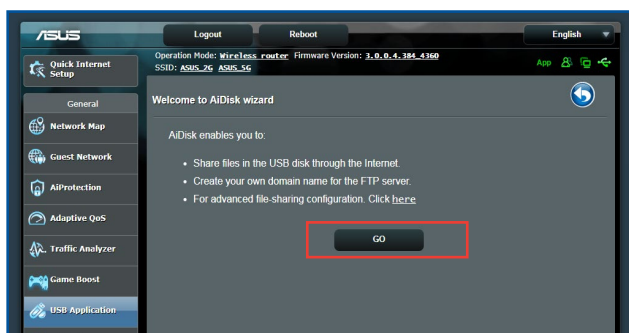 ASUS
Logout
Reboot
English
Quick Internet
Setup
Operation Mode: Wireless router Firmware Version: 3.0.0.4.384_4360
SSID: ASUS_2G ASUS_5G
App
General
Network Map
Guest Network
AiProtection
Adaptive QoS
Traffic Analyzer
Game Boost
USB Application
Welcome to AiDisk wizard
AiDisk enables you to:
• Share files in the USB disk through the Internet.
• Create your own domain name for the FTP server.
• For advanced file-sharing configuration. Click here
GO